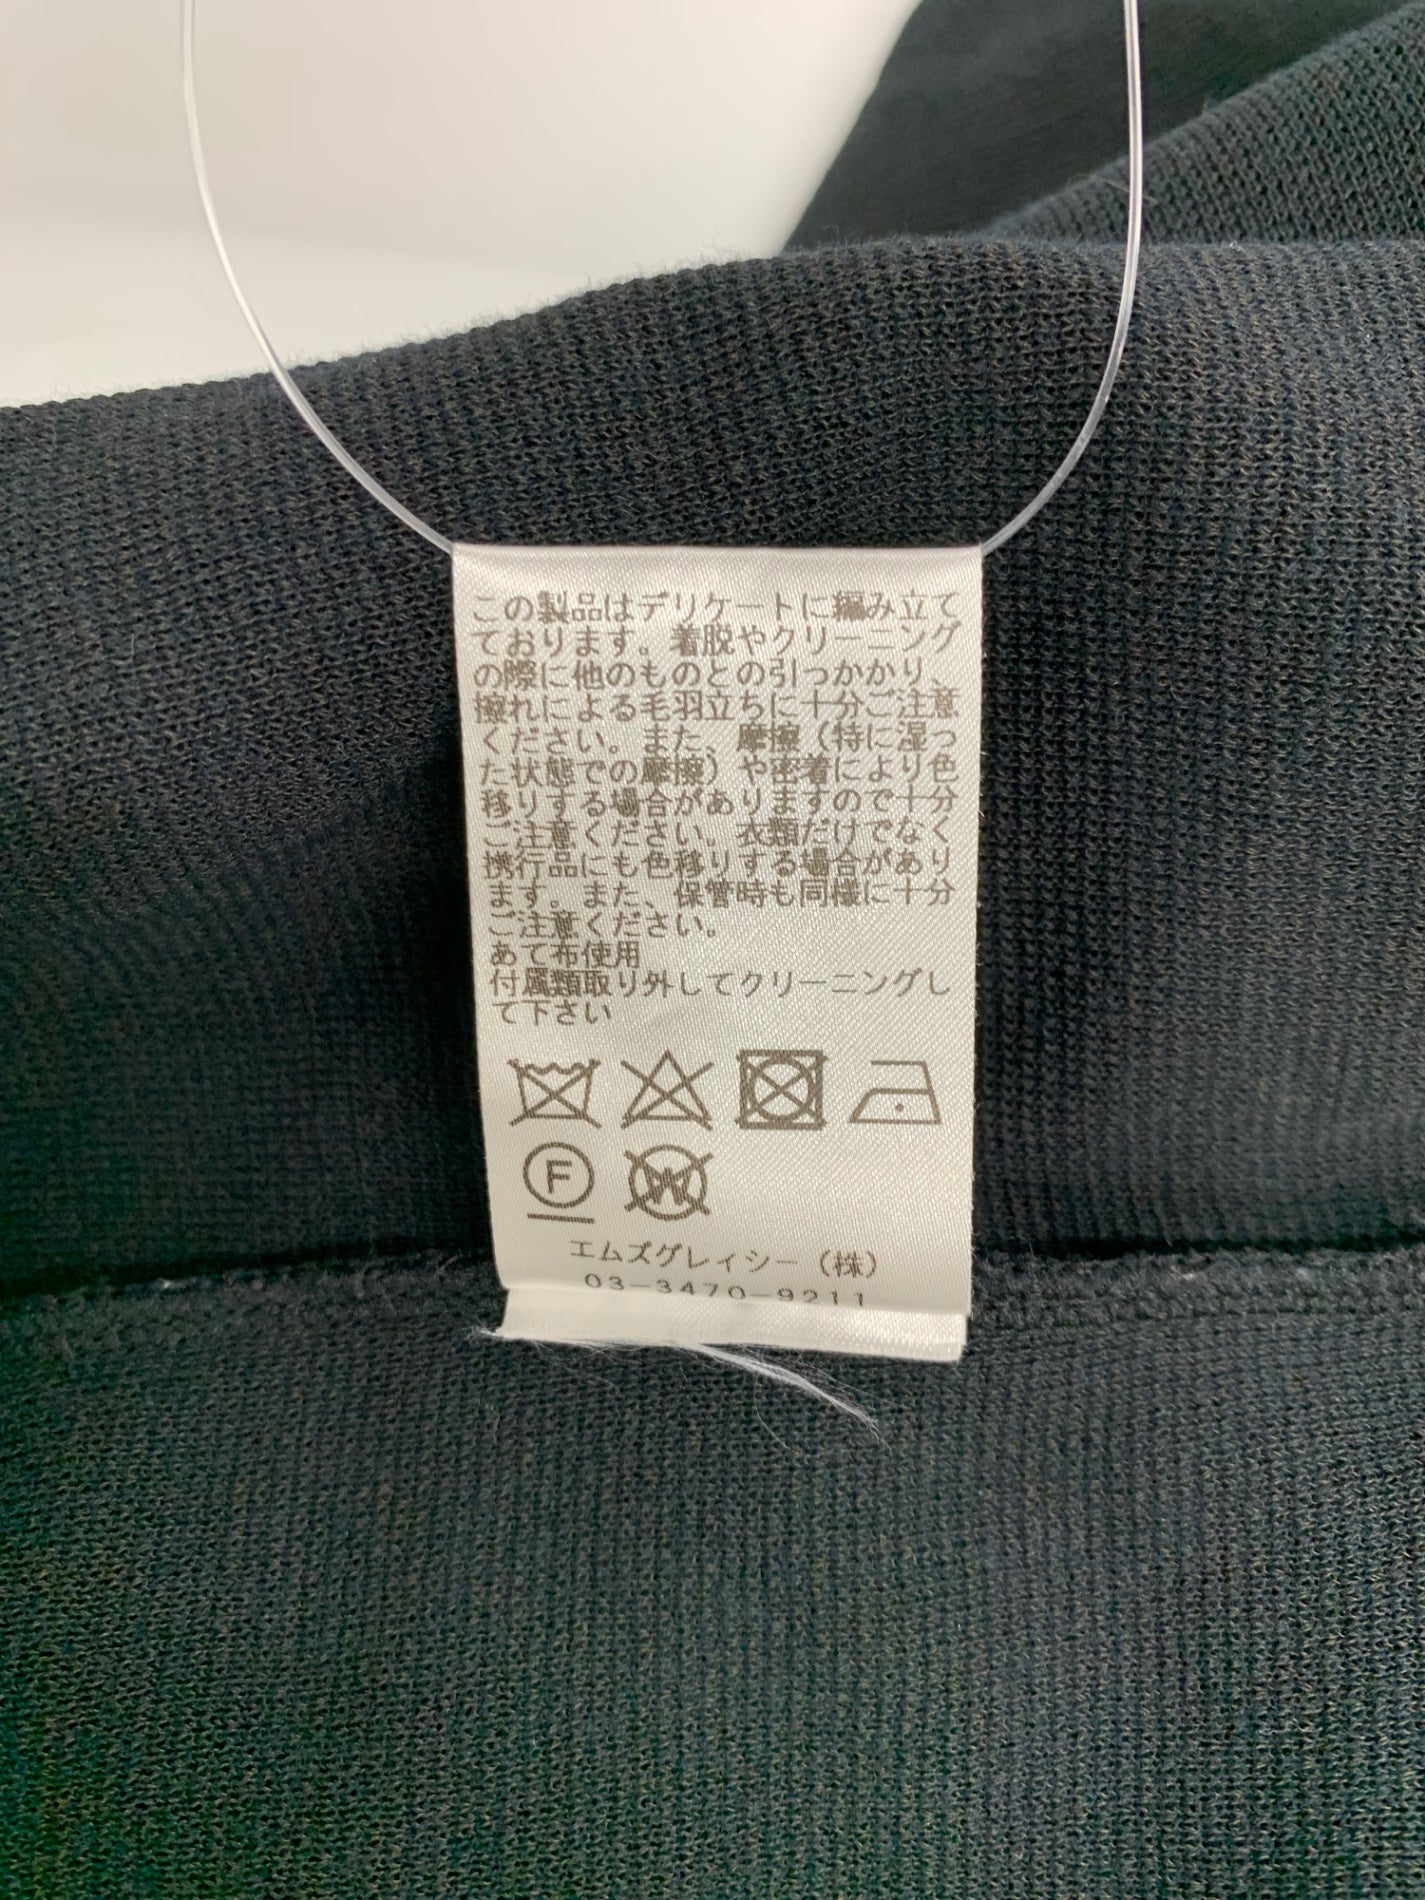 この製品はデリケートに編み立て
ております。着脱やクリーニング
の際に他のものとの引っかかり、
擦れによる毛羽立ちに十分ご注意
ください。また、摩擦（特に湿っ
た状態での摩擦）や密着により色
移りする場合がありますので十分
ご注意ください。衣類だけでなく
携行品にも色移りする場合があり
ます。また、保管時も同様に十分
ご注意ください。
あて布使用
付属類取り外してクリーニングし
て下さい
F W
エムズグレイシー（株）
03-3470-9211